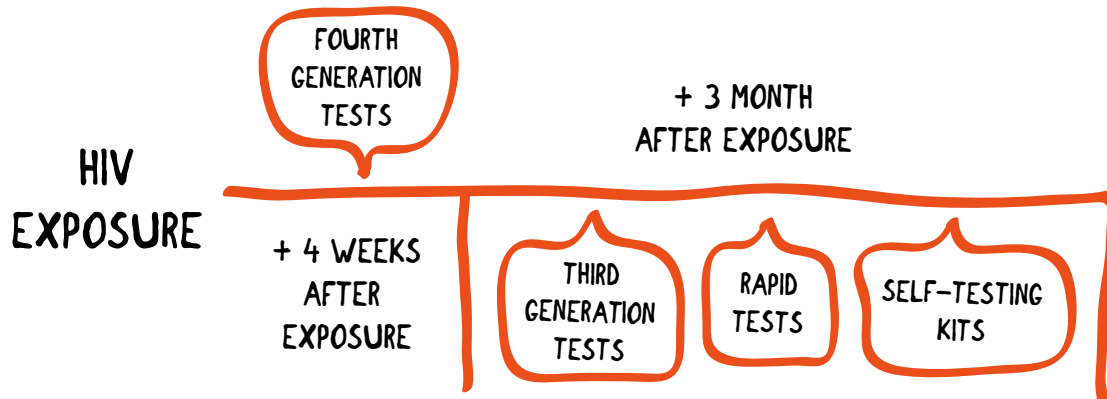 HIV
EXPOSURE
FOURTH
GENERATION
TESTS
+ 4 WEEKS
AFTER
EXPOSURE
+ 3 MONTH
AFTER EXPOSURE
THIRD
GENERATION
TESTS
RAPID
TESTS
SELF-TESTING
KITS